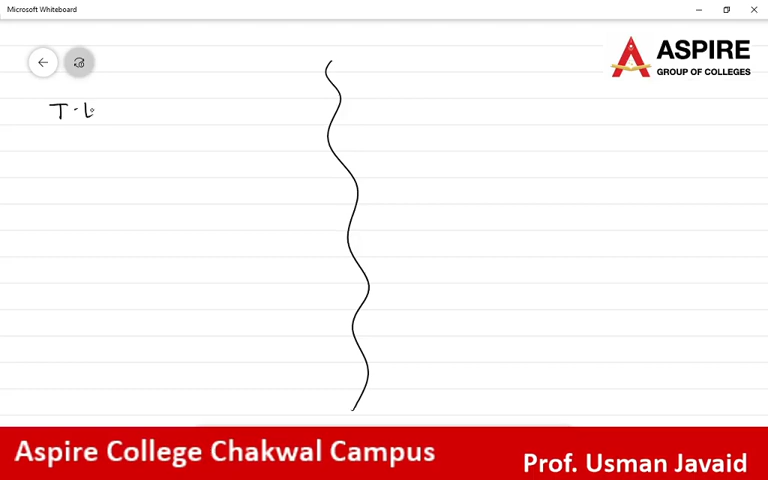 Microsoft Whiteboard
ASPIRE
GROUP OF COLLEGES
Aspire College Chakwal Campus
Prof. Usman Javaid